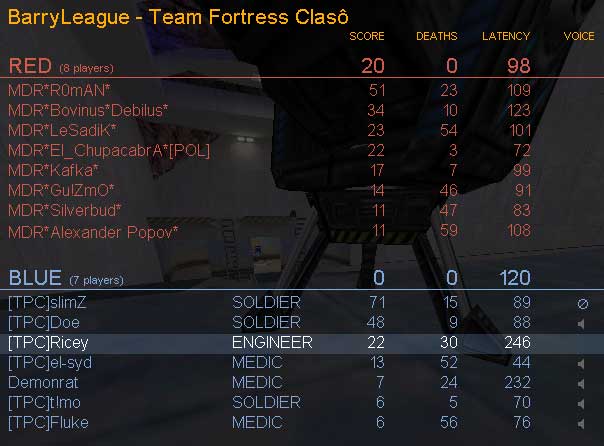 BarryLeague - Team Fortress Clasô
SCORE DEATHS LATENCY VOICE
RED (8 players) 20 0 98
MDR*R0mAN* 51 23 109
MDR*Bovinus*Debilus* 34 10 123
MDR*LeSadiK* 23 54 101
MDR*El_ChupacabrA*[POL] 22 3 72
MDR*Kafka* 17 7 99
MDR*Gu!ZmO* 14 46 91
MDR*Silverbud* 11 47 83
MDR*Alexander Popov* 11 59 108
BLUE (7 players) 0 0 120
[TPC]slimZ SOLDIER 71 15 89
[TPC]Doe SOLDIER 48 9 88
[TPC]Ricey ENGINEER 22 30 246
[TPC]el-syd MEDIC 13 52 44
Demonrat MEDIC 7 24 232
[TPC]t!mo SOLDIER 6 5 70
[TPC]Fluke MEDIC 6 56 76